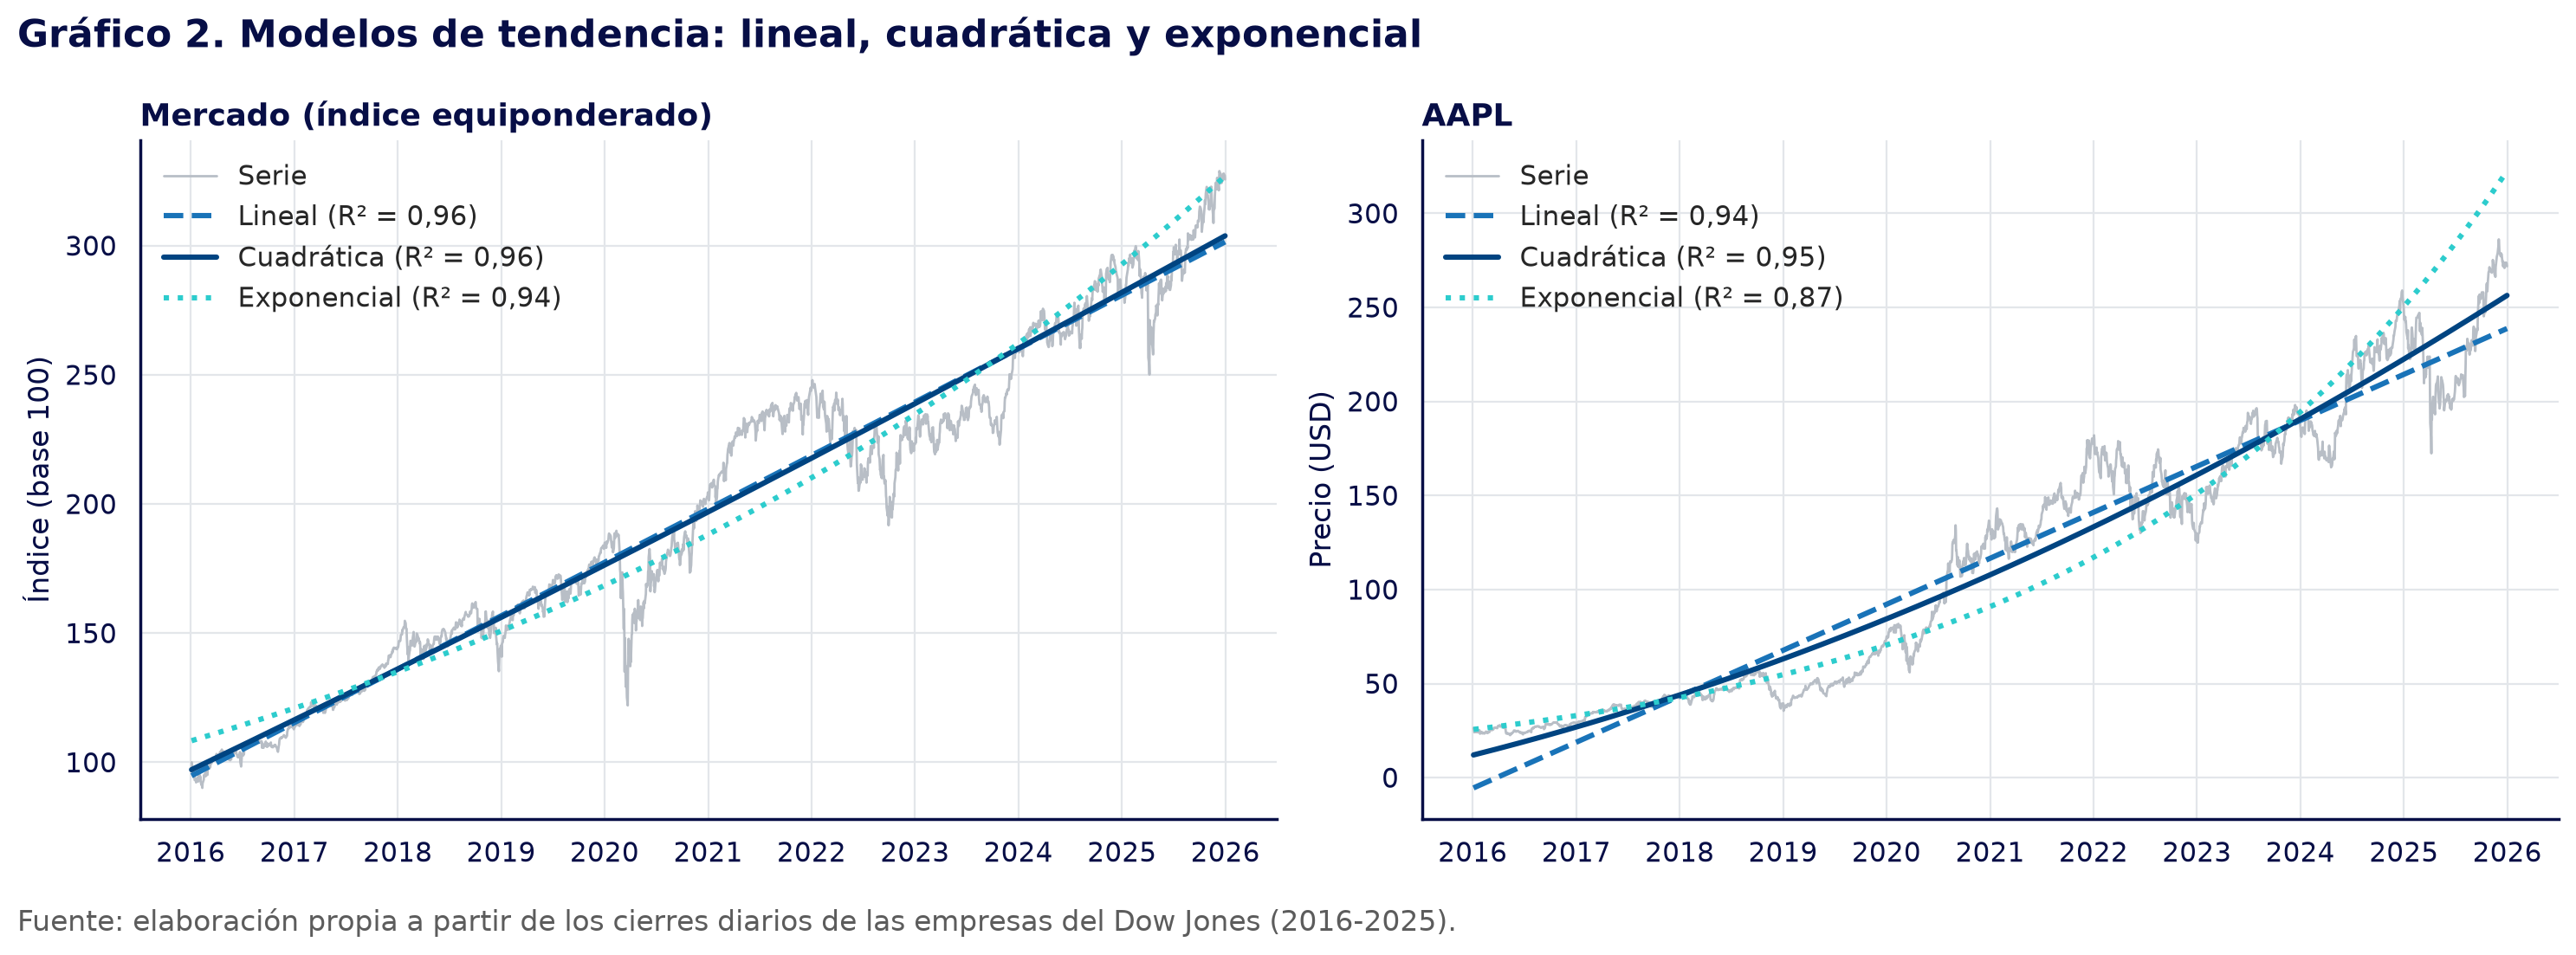 Gráfico 2. Modelos de tendencia: lineal, cuadrática y exponencial
Mercado (índice equiponderado)
Índice (base 100)
300
250
200
150
100
Serie
Lineal (R² = 0,96)
Cuadrática (R² = 0,96)
Exponencial (R² = 0,94)
2016 2017 2018 2019 2020 2021 2022 2023 2024 2025 2026
AAPL
Precio (USD)
300
250
200
150
100
50
0
Serie
Lineal (R² = 0,94)
Cuadrática (R² = 0,95)
Exponencial (R² = 0,87)
2016 2017 2018 2019 2020 2021 2022 2023 2024 2025 2026
Fuente: elaboración propia a partir de los cierres diarios de las empresas del Dow Jones (2016-2025).